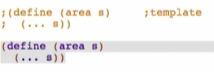 ;(define (area s)    ;template
;  (... s))
(define (area s)
  (... s))